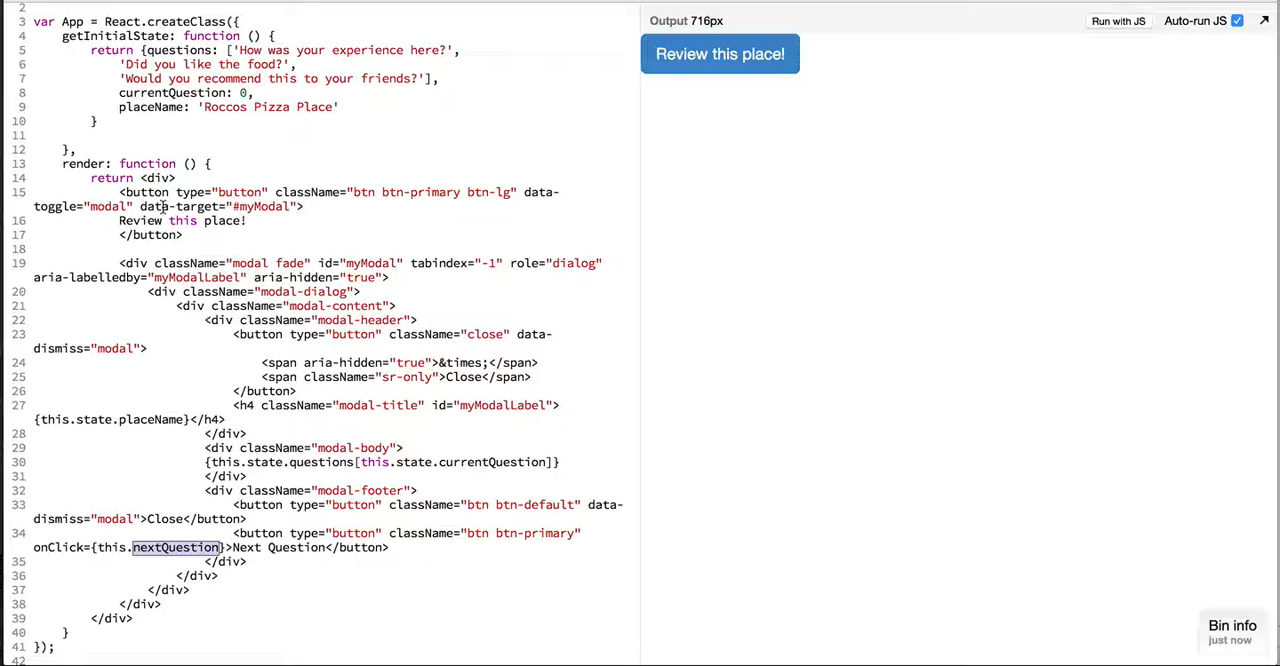 2
3 var App = React.createClass({
4 getInitialState: function () {
5 return {questions: ['How was your experience here?',
6 'Did you like the food?',
7 'Would you recommend this to your friends?'],
8 currentQuestion: 0,
9 placeName: 'Roccos Pizza Place'
10 }
11
12 },
13 render: function () {
14 return <div>
15 <button type="button" className="btn btn-primary btn-lg" data-
toggle="modal" data-target="#myModal">
16 Review this place!
17 </button>
18
19 <div className="modal fade" id="myModal" tabindex="-1" role="dialog"
aria-labelledby="myModalLabel" aria-hidden="true">
20 <div className="modal-dialog">
21 <div className="modal-content">
22 <div className="modal-header">
23 <button type="button" className="close" data-
dismiss="modal">
24 <span aria-hidden="true">&times;</span>
25 <span className="sr-only">Close</span>
26 </button>
27 <h4 className="modal-title" id="myModalLabel">
{this.state.placeName}</h4>
28 </div>
29 <div className="modal-body">
30 {this.state.questions[this.state.currentQuestion]}
31 </div>
32 <div className="modal-footer">
33 <button type="button" className="btn btn-default" data-
dismiss="modal">Close</button>
34 <button type="button" className="btn btn-primary"
onClick={this.nextQuestion}>Next Question</button>
35 </div>
36 </div>
37 </div>
38 </div>
39 </div>
40 }
41 });
42
Output 716px
Run with JS
Auto-run JS
Review this place!
Bin info
just now